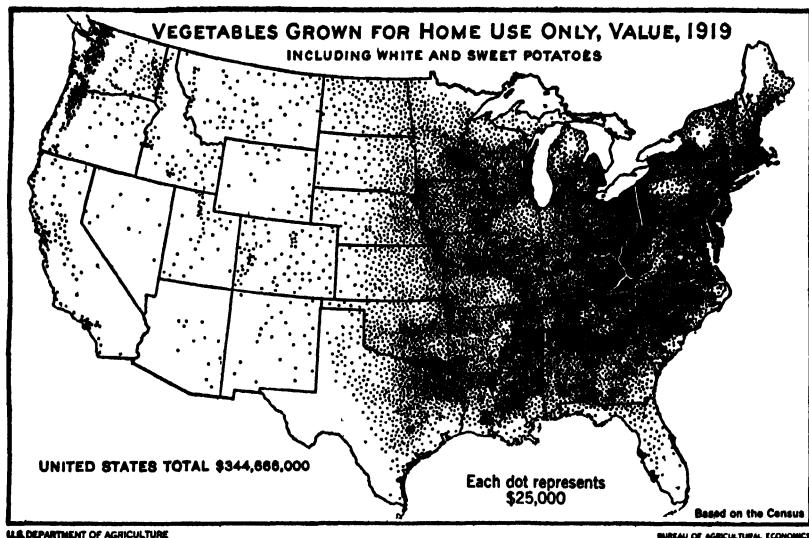 VEGETABLES GROWN FOR HOME USE ONLY, VALUE, 1919
INCLUDING WHITE AND SWEET POTATOES
UNITED STATES TOTAL $344,668,000
Each dot represents
$25,000
Based on the Census
U.S. DEPARTMENT OF AGRICULTURE
BUREAU OF AGRICULTURAL ECONOMICS